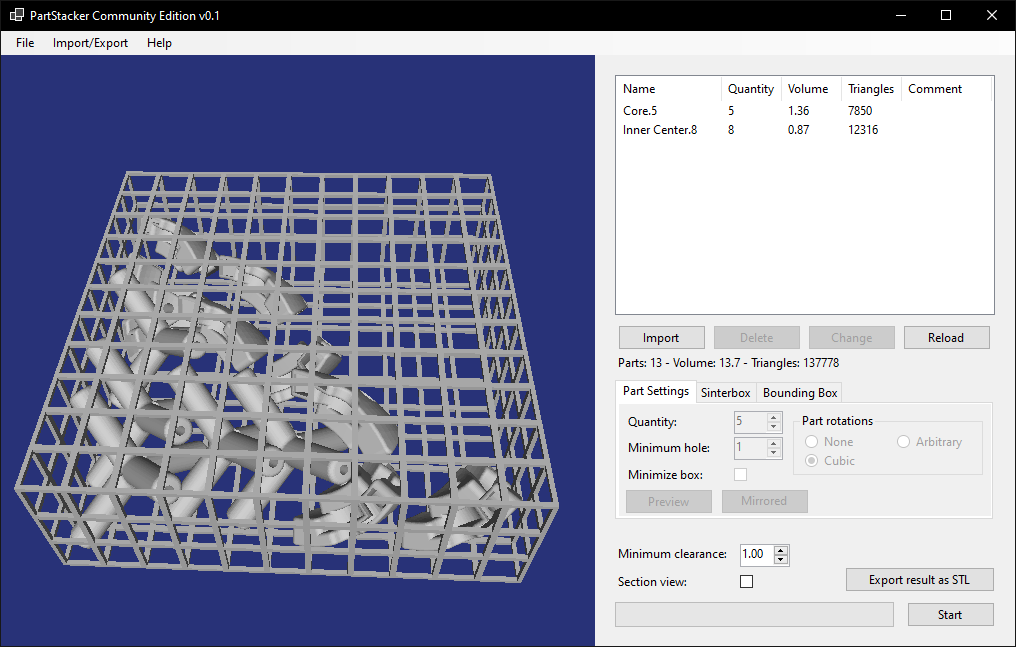 PartStacker Community Edition v0.1
File Import/Export Help
Name Quantity Volume Triangles Comment
Core.5 5 1.36 7850
Inner Center.8 8 0.87 12316
Import Delete Change Reload
Parts: 13 - Volume: 13.7 - Triangles: 137778
Part Settings Sinterbox Bounding Box
Quantity: 5 Part rotations
None Arbitrary
Minimum hole: 1
Cubic
Minimize box:
Preview Mirrored
Minimum clearance: 1.00
Section view: Export result as STL
Start